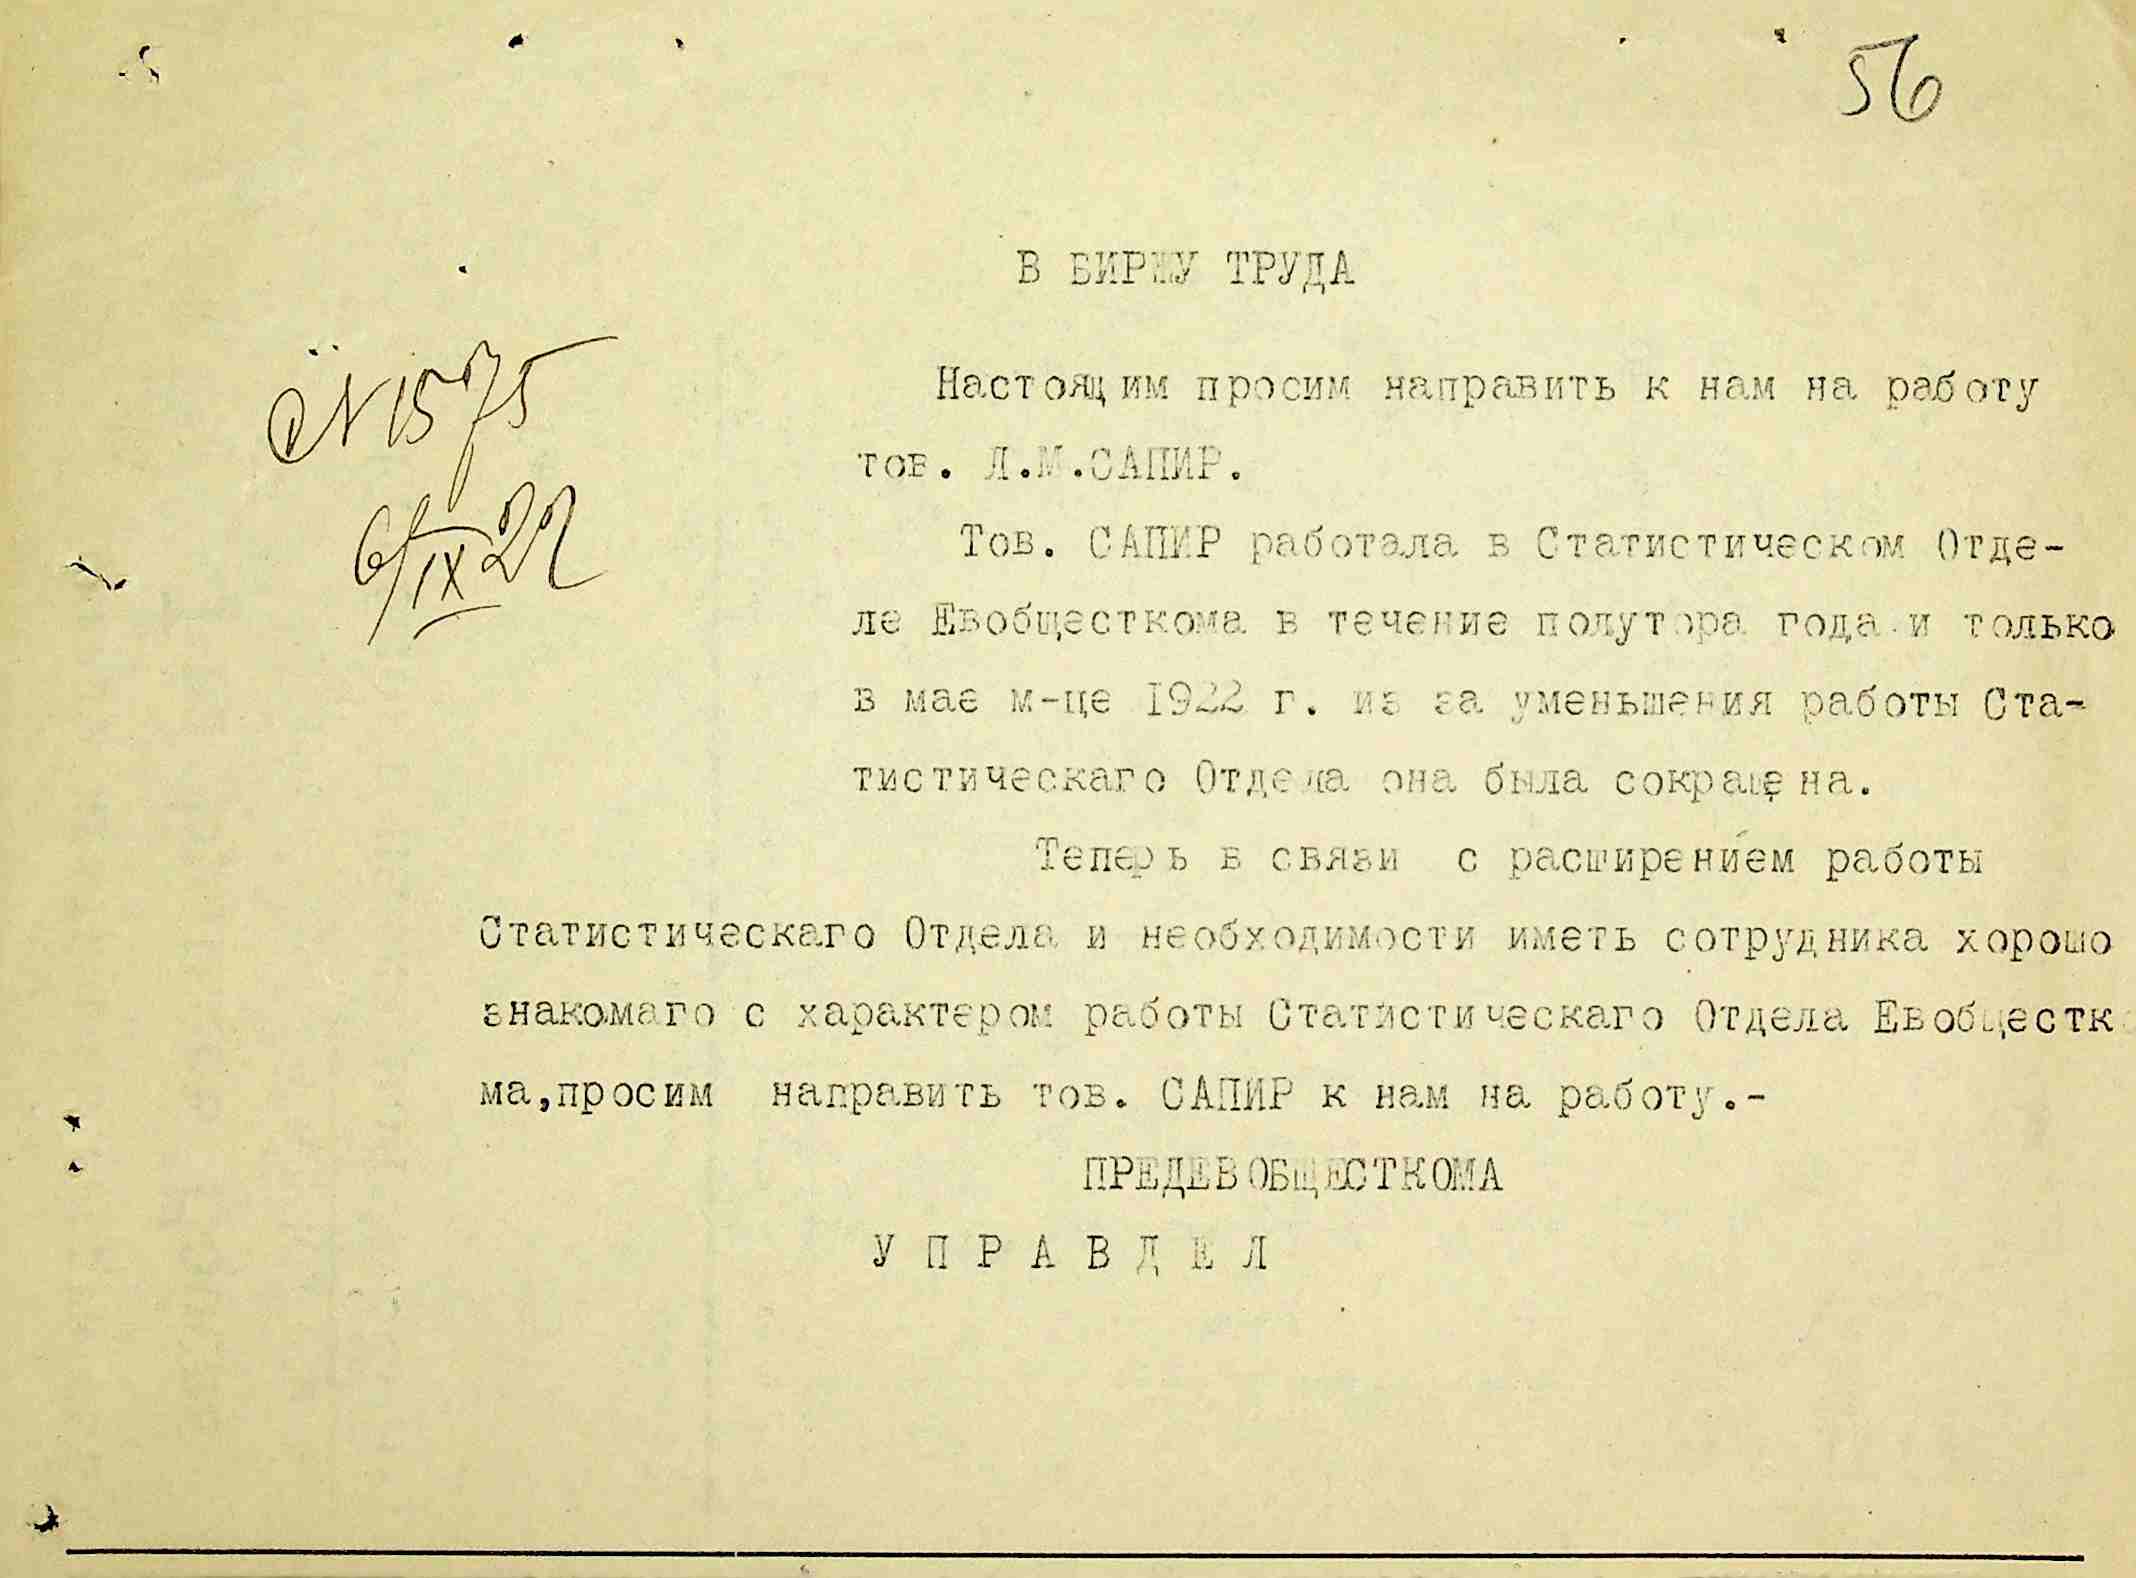 56
В БИРЖУ ТРУДА
№ 1575
6/IX 22
Настоящим просим направить к нам на работу
тов. Л.М.САПИР.
Тов. САПИР работала в Статистическом Отде-
ле Евобщесткома в течение полутора года и только
в мае м-це 1922 г. из за уменьшения работы Ста-
тистическаго Отдела она была сокращена.
Теперь в связи с расширением работы
Статистическаго Отдела и необходимости иметь сотрудника хорошо
знакомаго с характером работы Статистическаго Отдела Евобщестко
ма,просим направить тов. САПИР к нам на работу.-
ПРЕДЕВОБЩЕСТКОМА
У П Р А В Д Е Л